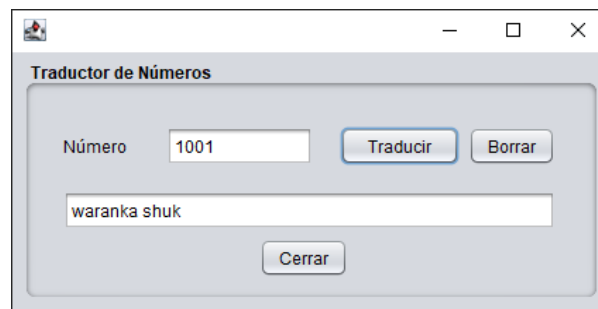 Traductor de Números
Número 1001 Traducir Borrar
waranka shuk
Cerrar